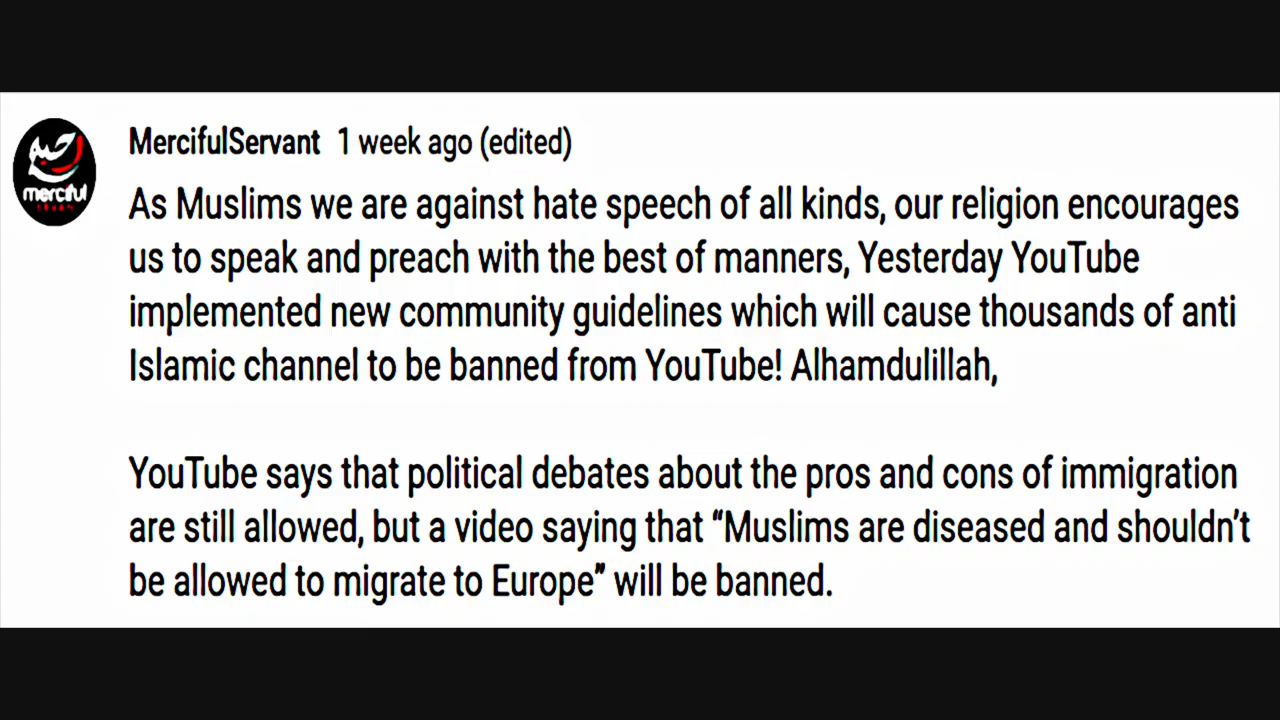 MercifulServant 1 week ago (edited)
As Muslims we are against hate speech of all kinds, our religion encourages
us to speak and preach with the best of manners, Yesterday YouTube
implemented new community guidelines which will cause thousands of anti
Islamic channel to be banned from YouTube! Alhamdulillah,
YouTube says that political debates about the pros and cons of immigration
are still allowed, but a video saying that “Muslims are diseased and shouldn’t
be allowed to migrate to Europe” will be banned.
merciful